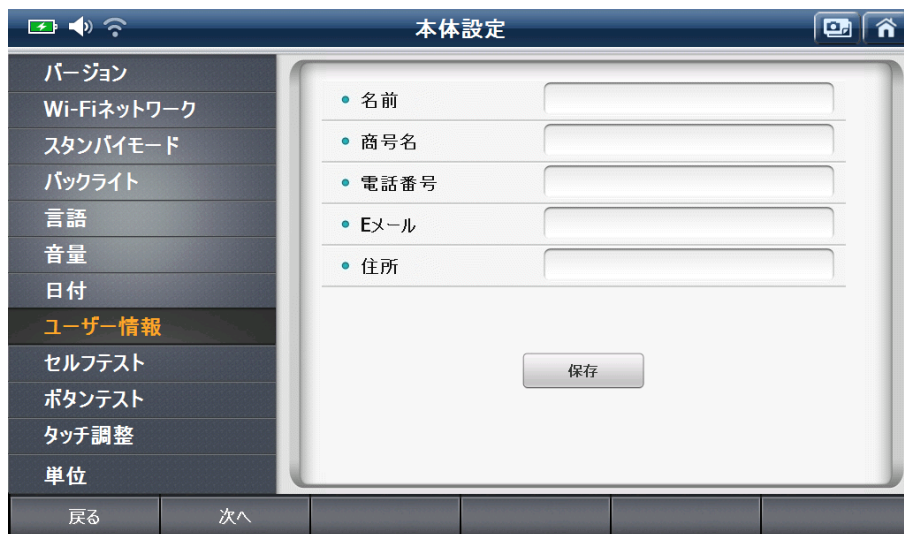 本体設定
バージョン
Wi-Fiネットワーク
スタンバイモード
バックライト
言語
音量
日付
ユーザー情報
セルフテスト
ボタンテスト
タッチ調整
単位
名前
商号名
電話番号
Eメール
住所
保存
戻る
次へ